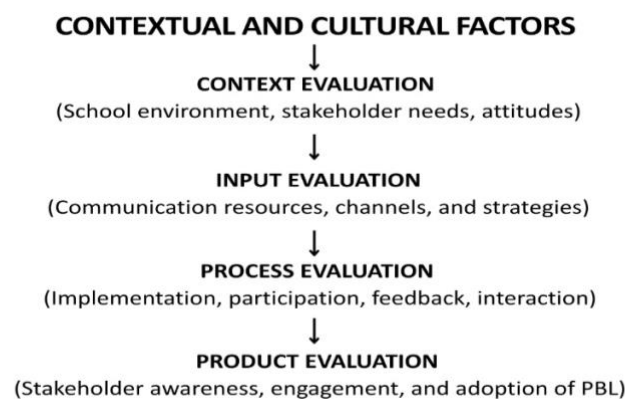 CONTEXTUAL AND CULTURAL FACTORS
CONTEXT EVALUATION
(School environment, stakeholder needs, attitudes)
INPUT EVALUATION
(Communication resources, channels, and strategies)
PROCESS EVALUATION
(Implementation, participation, feedback, interaction)
PRODUCT EVALUATION
(Stakeholder awareness, engagement, and adoption of PBL)